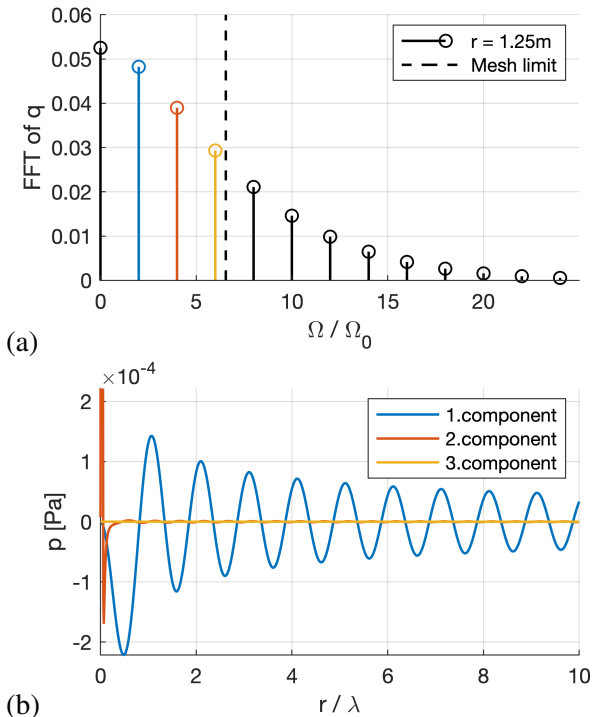 0.06
0.05
0.04
0.03
0.02
0.01
0
FFT of q
r = 1.25m
Mesh limit
0 5 10 15 20
Ω / Ω₀
(a)
×10⁻⁴
2
1
0
-1
-2
p [Pa]
1.component
2.component
3.component
0 2 4 6 8 10
r / λ
(b)